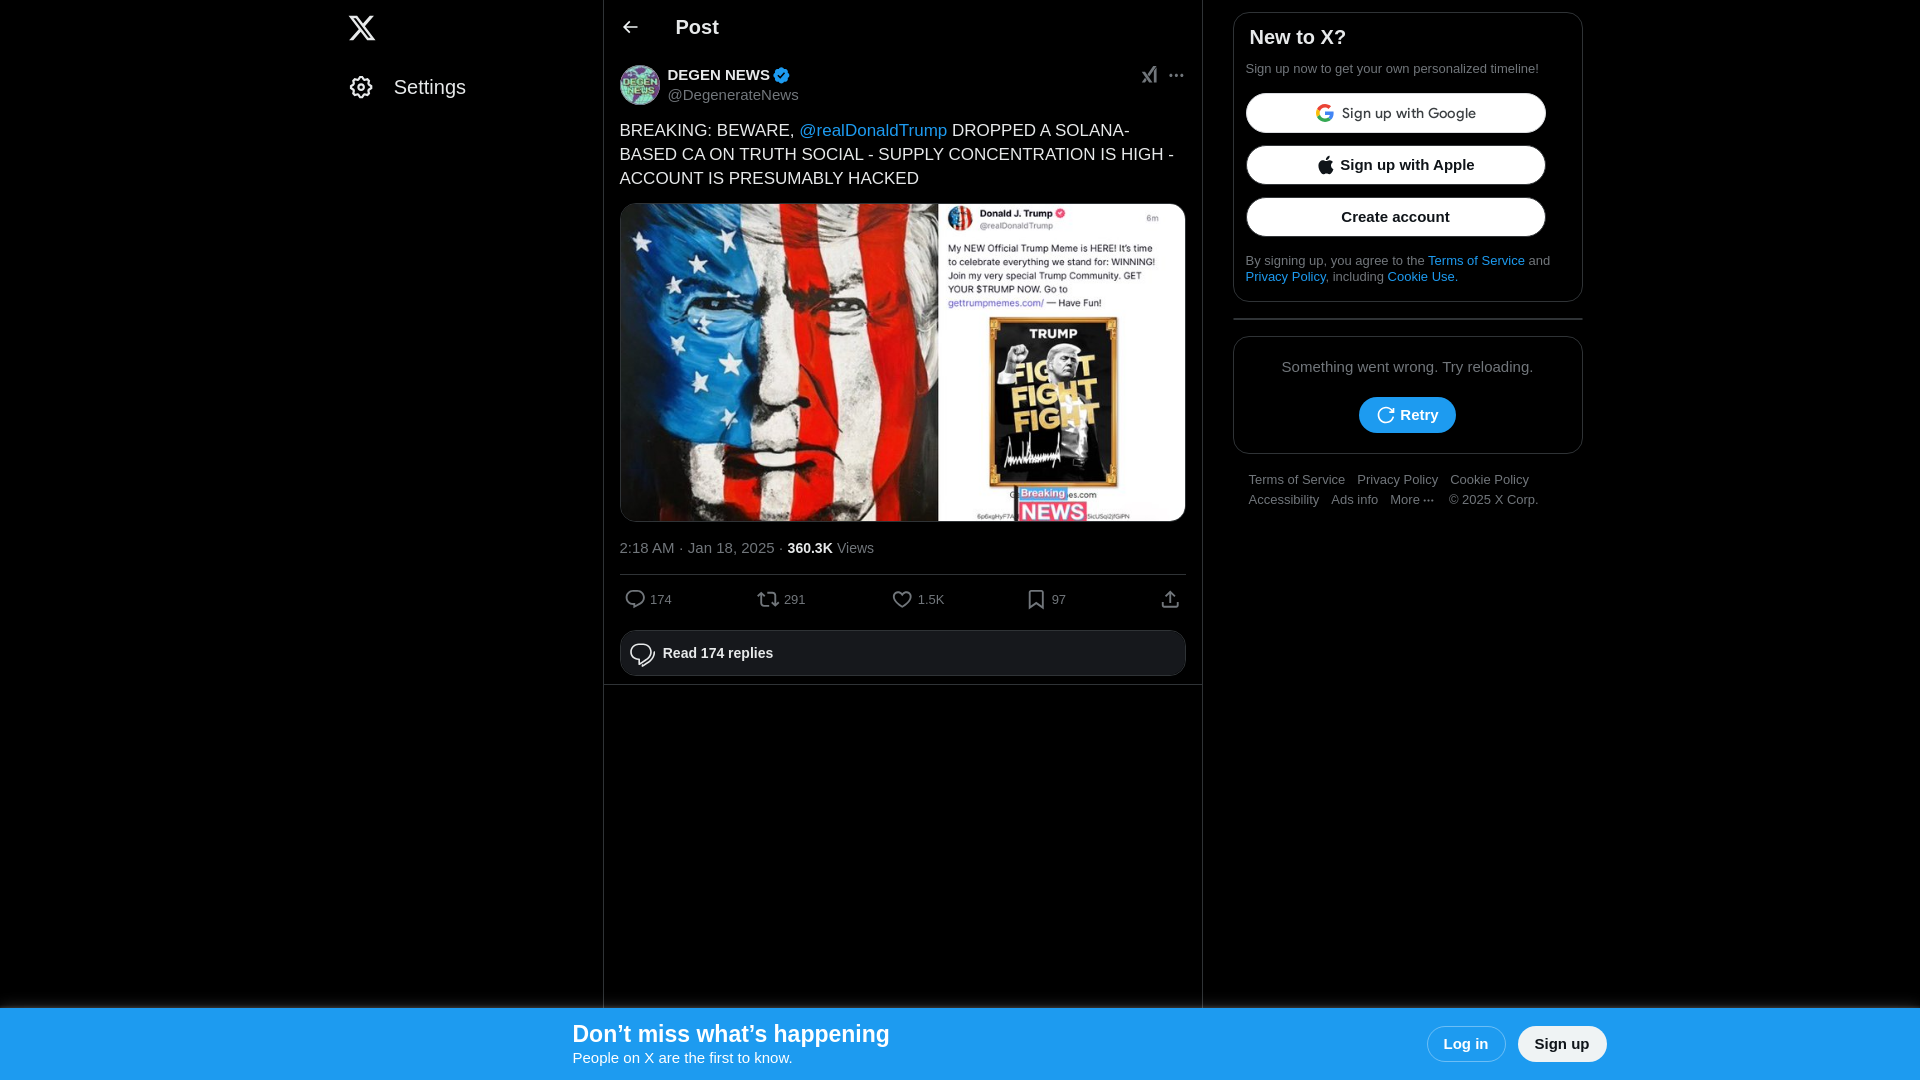 Settings
Post
DEGEN NEWS
@DegenerateNews
BREAKING: BEWARE, @realDonaldTrump DROPPED A SOLANA-
BASED CA ON TRUTH SOCIAL - SUPPLY CONCENTRATION IS HIGH -
ACCOUNT IS PRESUMABLY HACKED
DEGEN
NEWS
Donald J. Trump
@realDonaldTrump
6m
My NEW Official Trump Meme is HERE! It's time
to celebrate everything we stand for: WINNING!
Join my very special Trump Community. GET
YOUR $TRUMP NOW. Go to
gettrumpmemes.com/ — Have Fun!
TRUMP
FIGHT
FIGHT
FIGHT
Breaking
NEWS
2:18 AM · Jan 18, 2025 · 360.3K Views
174
291
1.5K
97
Read 174 replies
New to X?
Sign up now to get your own personalized timeline!
Sign up with Google
Sign up with Apple
Create account
By signing up, you agree to the Terms of Service and
Privacy Policy, including Cookie Use.
Something went wrong. Try reloading.
Retry
Terms of Service Privacy Policy Cookie Policy
Accessibility Ads info More ··· © 2025 X Corp.
Don’t miss what’s happening
People on X are the first to know.
Log in
Sign up